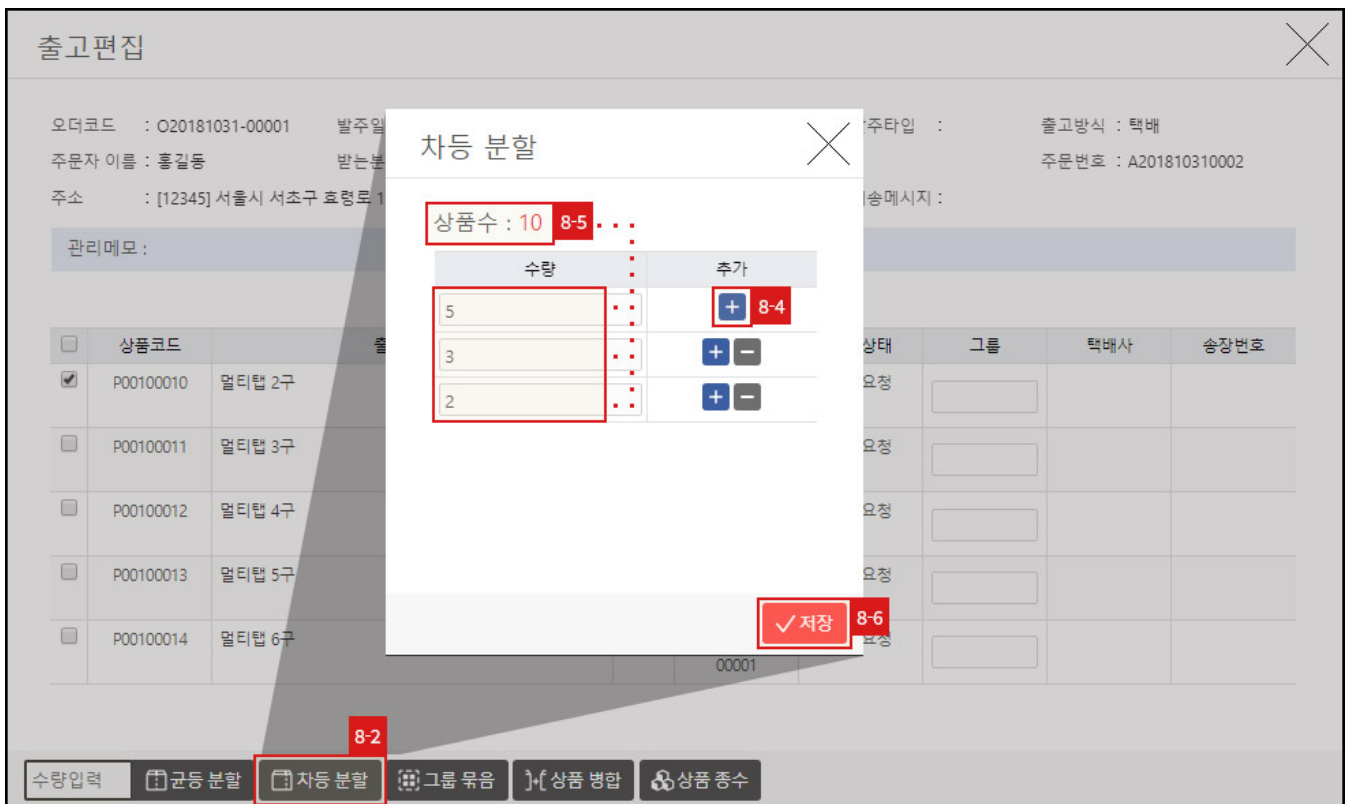 출고편집
오더코드 : O20181031-00001 발주일 주타입 : 출고방식 : 택배
주문자 이름 : 홍길동 받는분 주문번호 : A201810310002
주소 : [12345] 서울시 서초구 효령로 1 송메시지 :
관리메모 :
차등 분할
상품수 : 10 8-5
수량 추가
5 + 8-4
3 + -
2 + -
저장 8-6
상품코드 출 상태 그룹 택배사 송장번호
P00100010 멀티탭 2구 요청
P00100011 멀티탭 3구 요청
P00100012 멀티탭 4구 요청
P00100013 멀티탭 5구 요청
P00100014 멀티탭 6구 요청
00001
8-2
수량입력 균등 분할 차등 분할 그룹 묶음 상품 병합 상품 종수